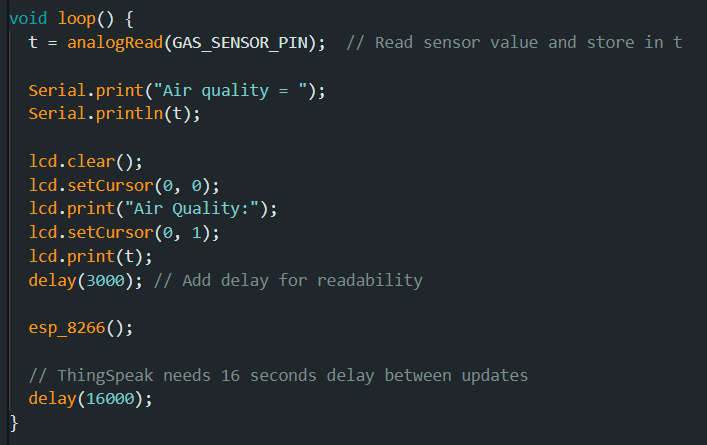 void loop() {
  t = analogRead(GAS_SENSOR_PIN);  // Read sensor value and store in t
  Serial.print("Air quality = ");
  Serial.println(t);
  lcd.clear();
  lcd.setCursor(0, 0);
  lcd.print("Air Quality:");
  lcd.setCursor(0, 1);
  lcd.print(t);
  delay(3000); // Add delay for readability
  esp_8266();
  // ThingSpeak needs 16 seconds delay between updates
  delay(16000);
}